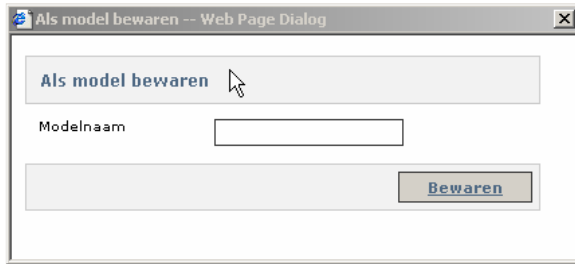 Als model bewaren -- Web Page Dialog
Als model bewaren
Modelnaam
Bewaren